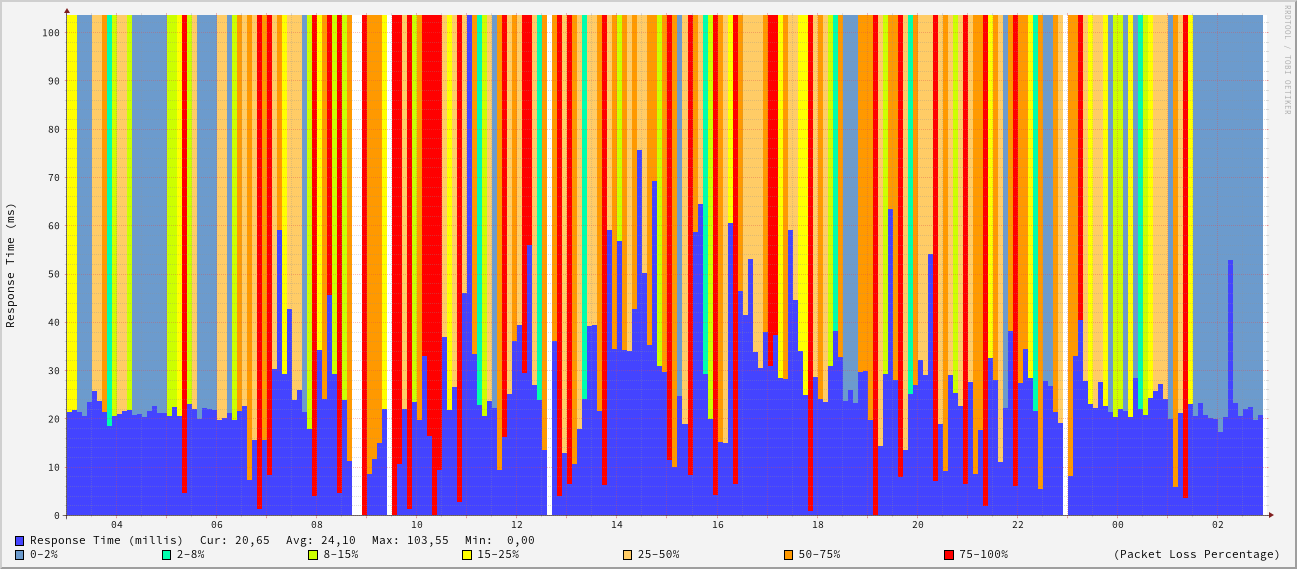 RRDTOOL / TOBI OETIKER
Response Time (ms)
100
90
80
70
60
50
40
30
20
10
0
04 06 08 10 12 14 16 18 20 22 00 02
Response Time (millis) Cur: 20,65 Avg: 24,10 Max: 103,55 Min: 0,00
0-2% 2-8% 8-15% 15-25% 25-50% 50-75% 75-100% (Packet Loss Percentage)